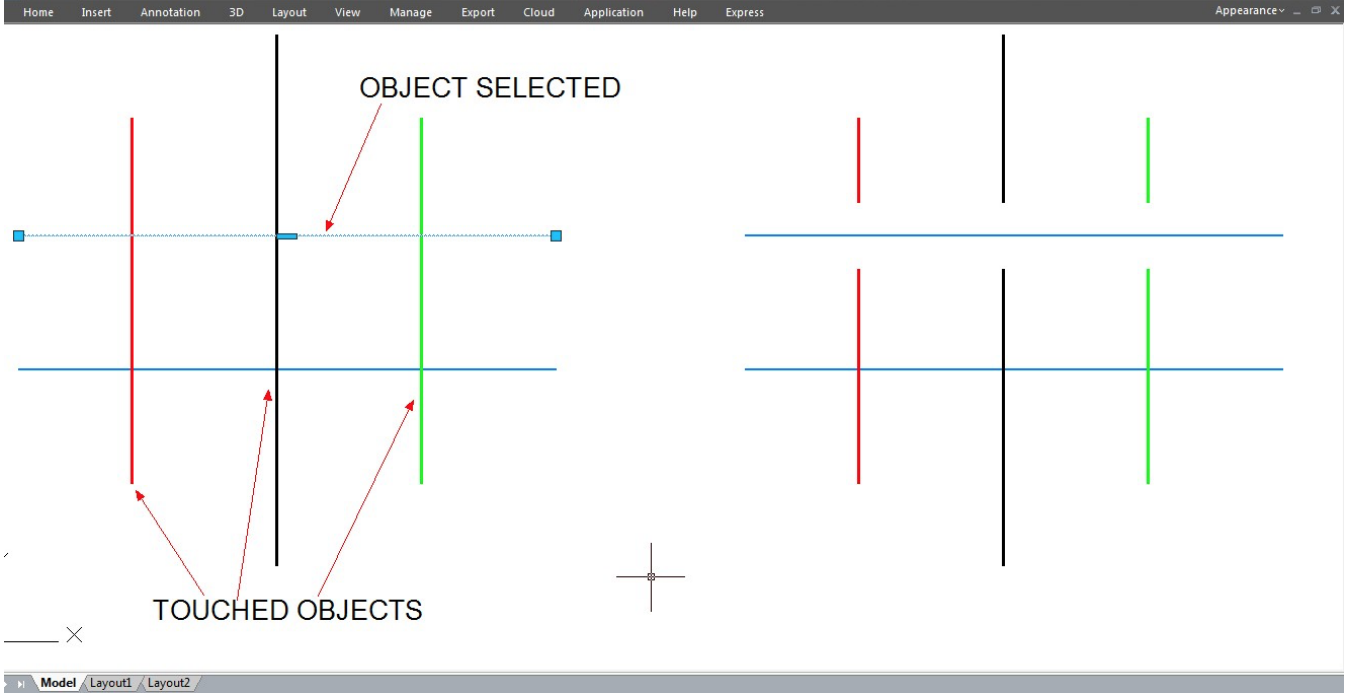 Home Insert Annotation 3D Layout View Manage Export Cloud Application Help Express Appearance
OBJECT SELECTED
TOUCHED OBJECTS
Model Layout1 Layout2